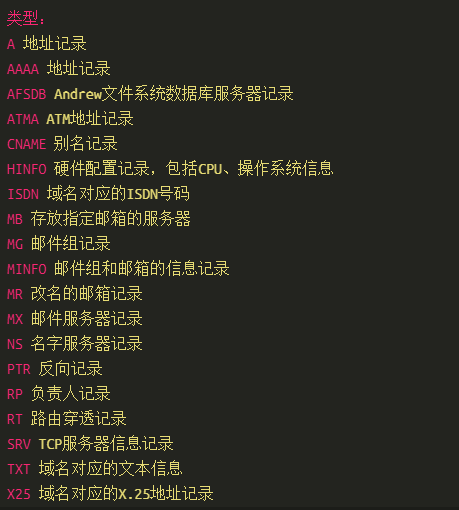 类型:
A 地址记录
AAAA 地址记录
AFSDB Andrew文件系统数据库服务器记录
ATMA ATM地址记录
CNAME 别名记录
HINFO 硬件配置记录，包括CPU、操作系统信息
ISDN 域名对应的ISDN号码
MB 存放指定邮箱的服务器
MG 邮件组记录
MINFO 邮件组和邮箱的信息记录
MR 改名的邮箱记录
MX 邮件服务器记录
NS 名字服务器记录
PTR 反向记录
RP 负责人记录
RT 路由穿透记录
SRV TCP服务器信息记录
TXT 域名对应的文本信息
X25 域名对应的X.25地址记录